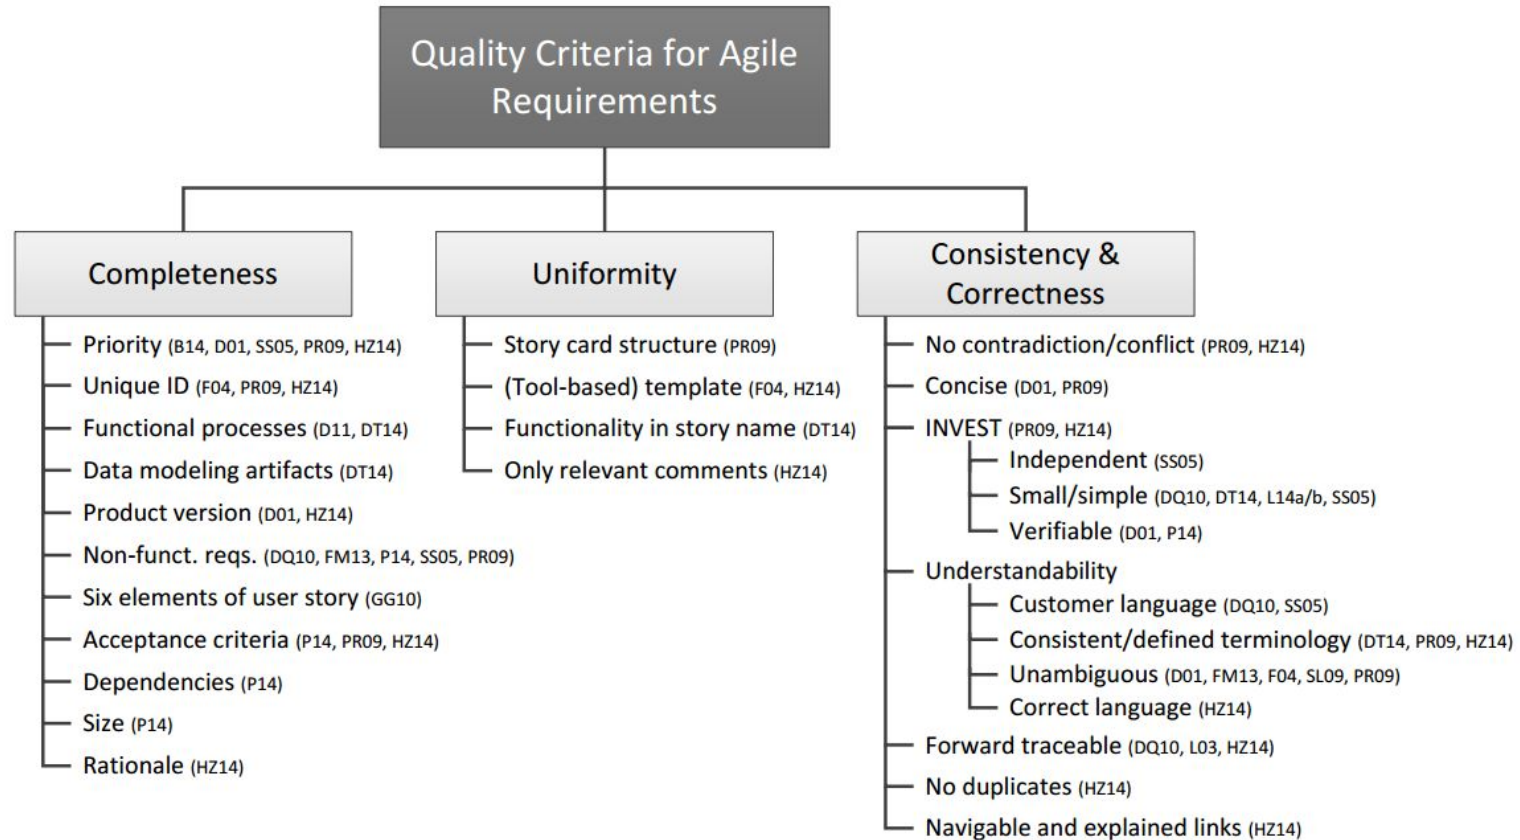 Quality Criteria for Agile
Requirements
Completeness
Priority (B14, D01, SS05, PR09, HZ14)
Unique ID (F04, PR09, HZ14)
Functional processes (D11, DT14)
Data modeling artifacts (DT14)
Product version (D01, HZ14)
Non-funct. reqs. (DQ10, FM13, P14, SS05, PR09)
Six elements of user story (GG10)
Acceptance criteria (P14, PR09, HZ14)
Dependencies (P14)
Size (P14)
Rationale (HZ14)
Uniformity
Story card structure (PR09)
(Tool-based) template (F04, HZ14)
Functionality in story name (DT14)
Only relevant comments (HZ14)
Consistency &
Correctness
No contradiction/conflict (PR09, HZ14)
Concise (D01, PR09)
INVEST (PR09, HZ14)
Independent (SS05)
Small/simple (DQ10, DT14, L14a/b, SS05)
Verifiable (D01, P14)
Understandability
Customer language (DQ10, SS05)
Consistent/defined terminology (DT14, PR09, HZ14)
Unambiguous (D01, FM13, F04, SL09, PR09)
Correct language (HZ14)
Forward traceable (DQ10, L03, HZ14)
No duplicates (HZ14)
Navigable and explained links (HZ14)